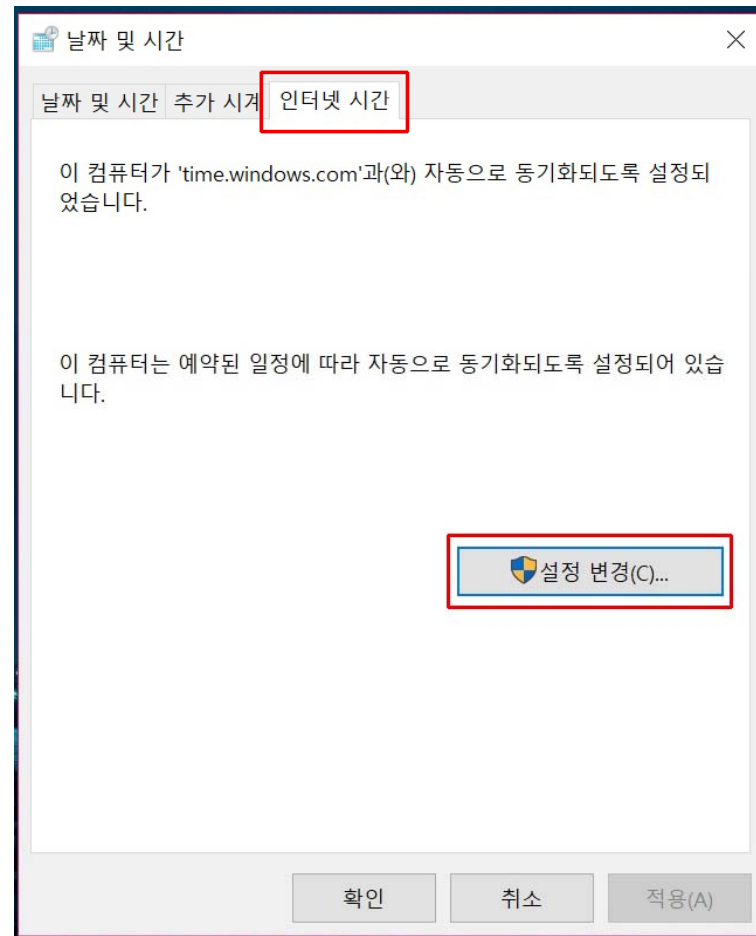 날짜 및 시간
날짜 및 시간 추가 시계 인터넷 시간
이 컴퓨터가 'time.windows.com'과(와) 자동으로 동기화되도록 설정되
었습니다.
이 컴퓨터는 예약된 일정에 따라 자동으로 동기화되도록 설정되어 있습
니다.
설정 변경(C)...
확인 취소 적용(A)